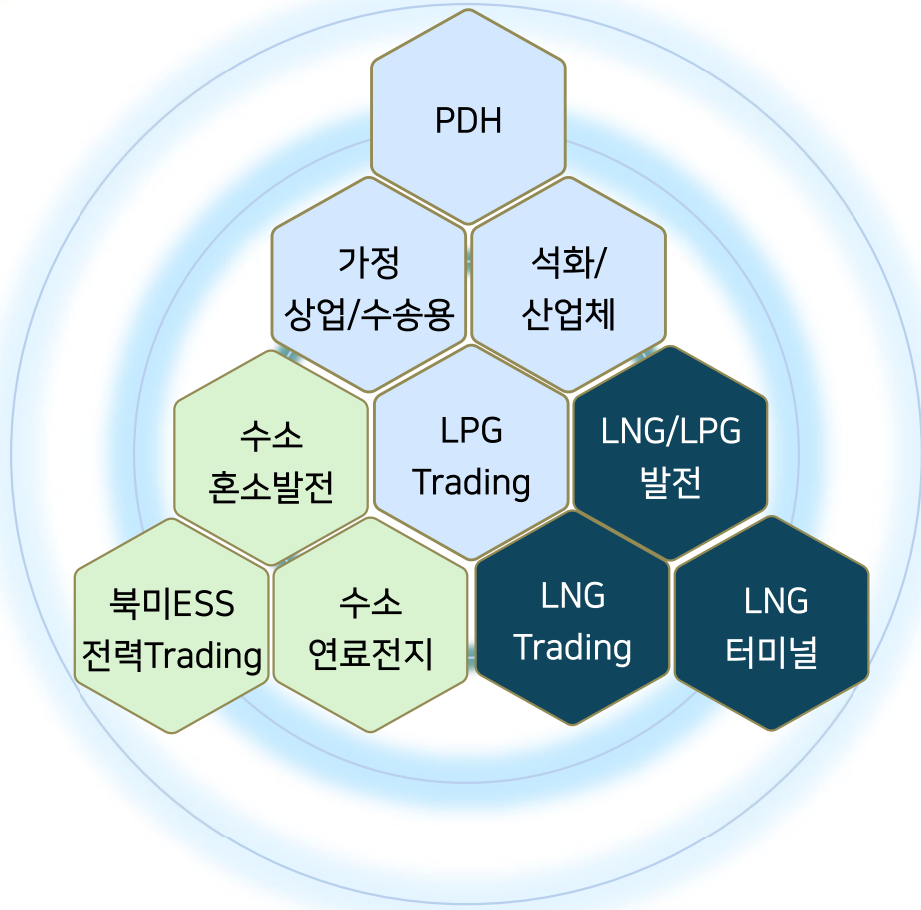 PDH
가정
상업/수송용
석화/
산업체
수소
혼소발전
LPG
Trading
LNG/LPG
발전
북미ESS
전력Trading
수소
연료전지
LNG
Trading
LNG
터미널